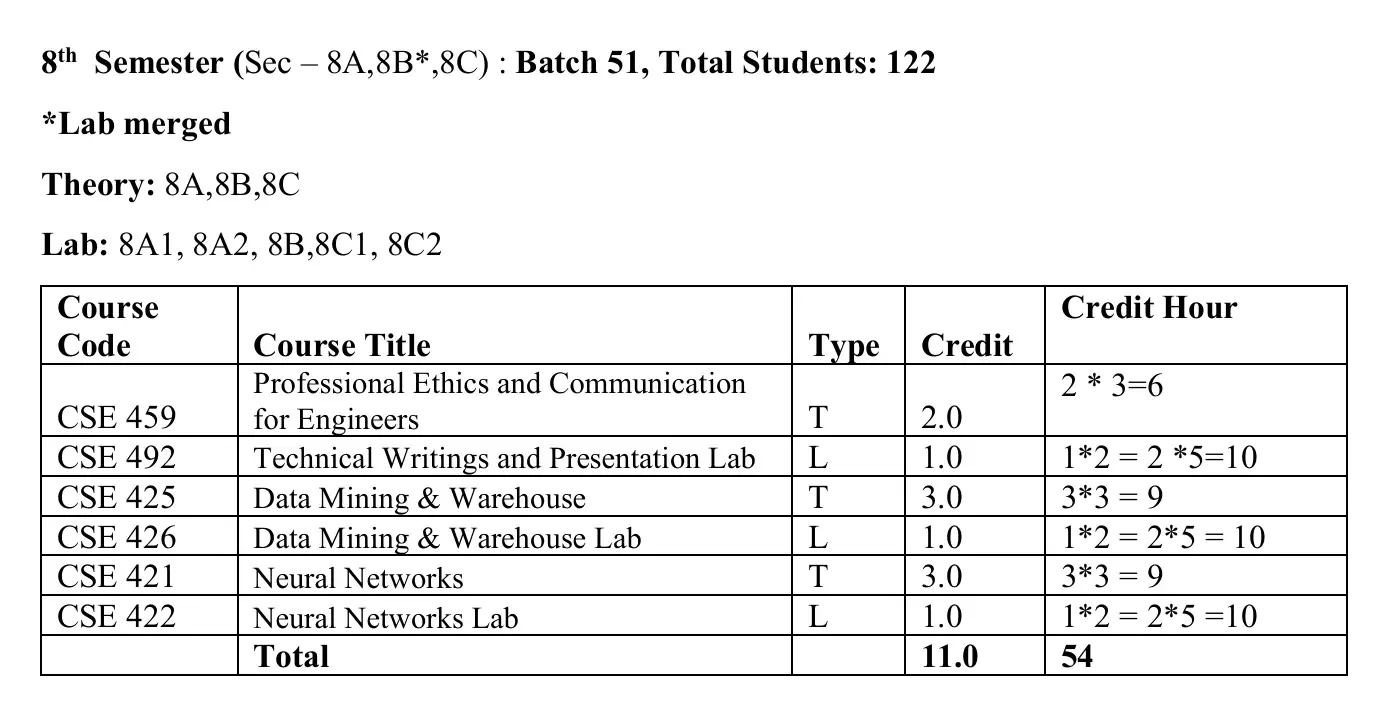 8th Semester (Sec – 8A,8B*,8C) : Batch 51, Total Students: 122
*Lab merged
Theory: 8A,8B,8C
Lab: 8A1, 8A2, 8B,8C1, 8C2
Course Code Course Title Type Credit Credit Hour
CSE 459 Professional Ethics and Communication for Engineers T 2.0 2 * 3=6
CSE 492 Technical Writings and Presentation Lab L 1.0 1*2 = 2 *5=10
CSE 425 Data Mining & Warehouse T 3.0 3*3 = 9
CSE 426 Data Mining & Warehouse Lab L 1.0 1*2 = 2*5 = 10
CSE 421 Neural Networks T 3.0 3*3 = 9
CSE 422 Neural Networks Lab L 1.0 1*2 = 2*5 =10
Total 11.0 54